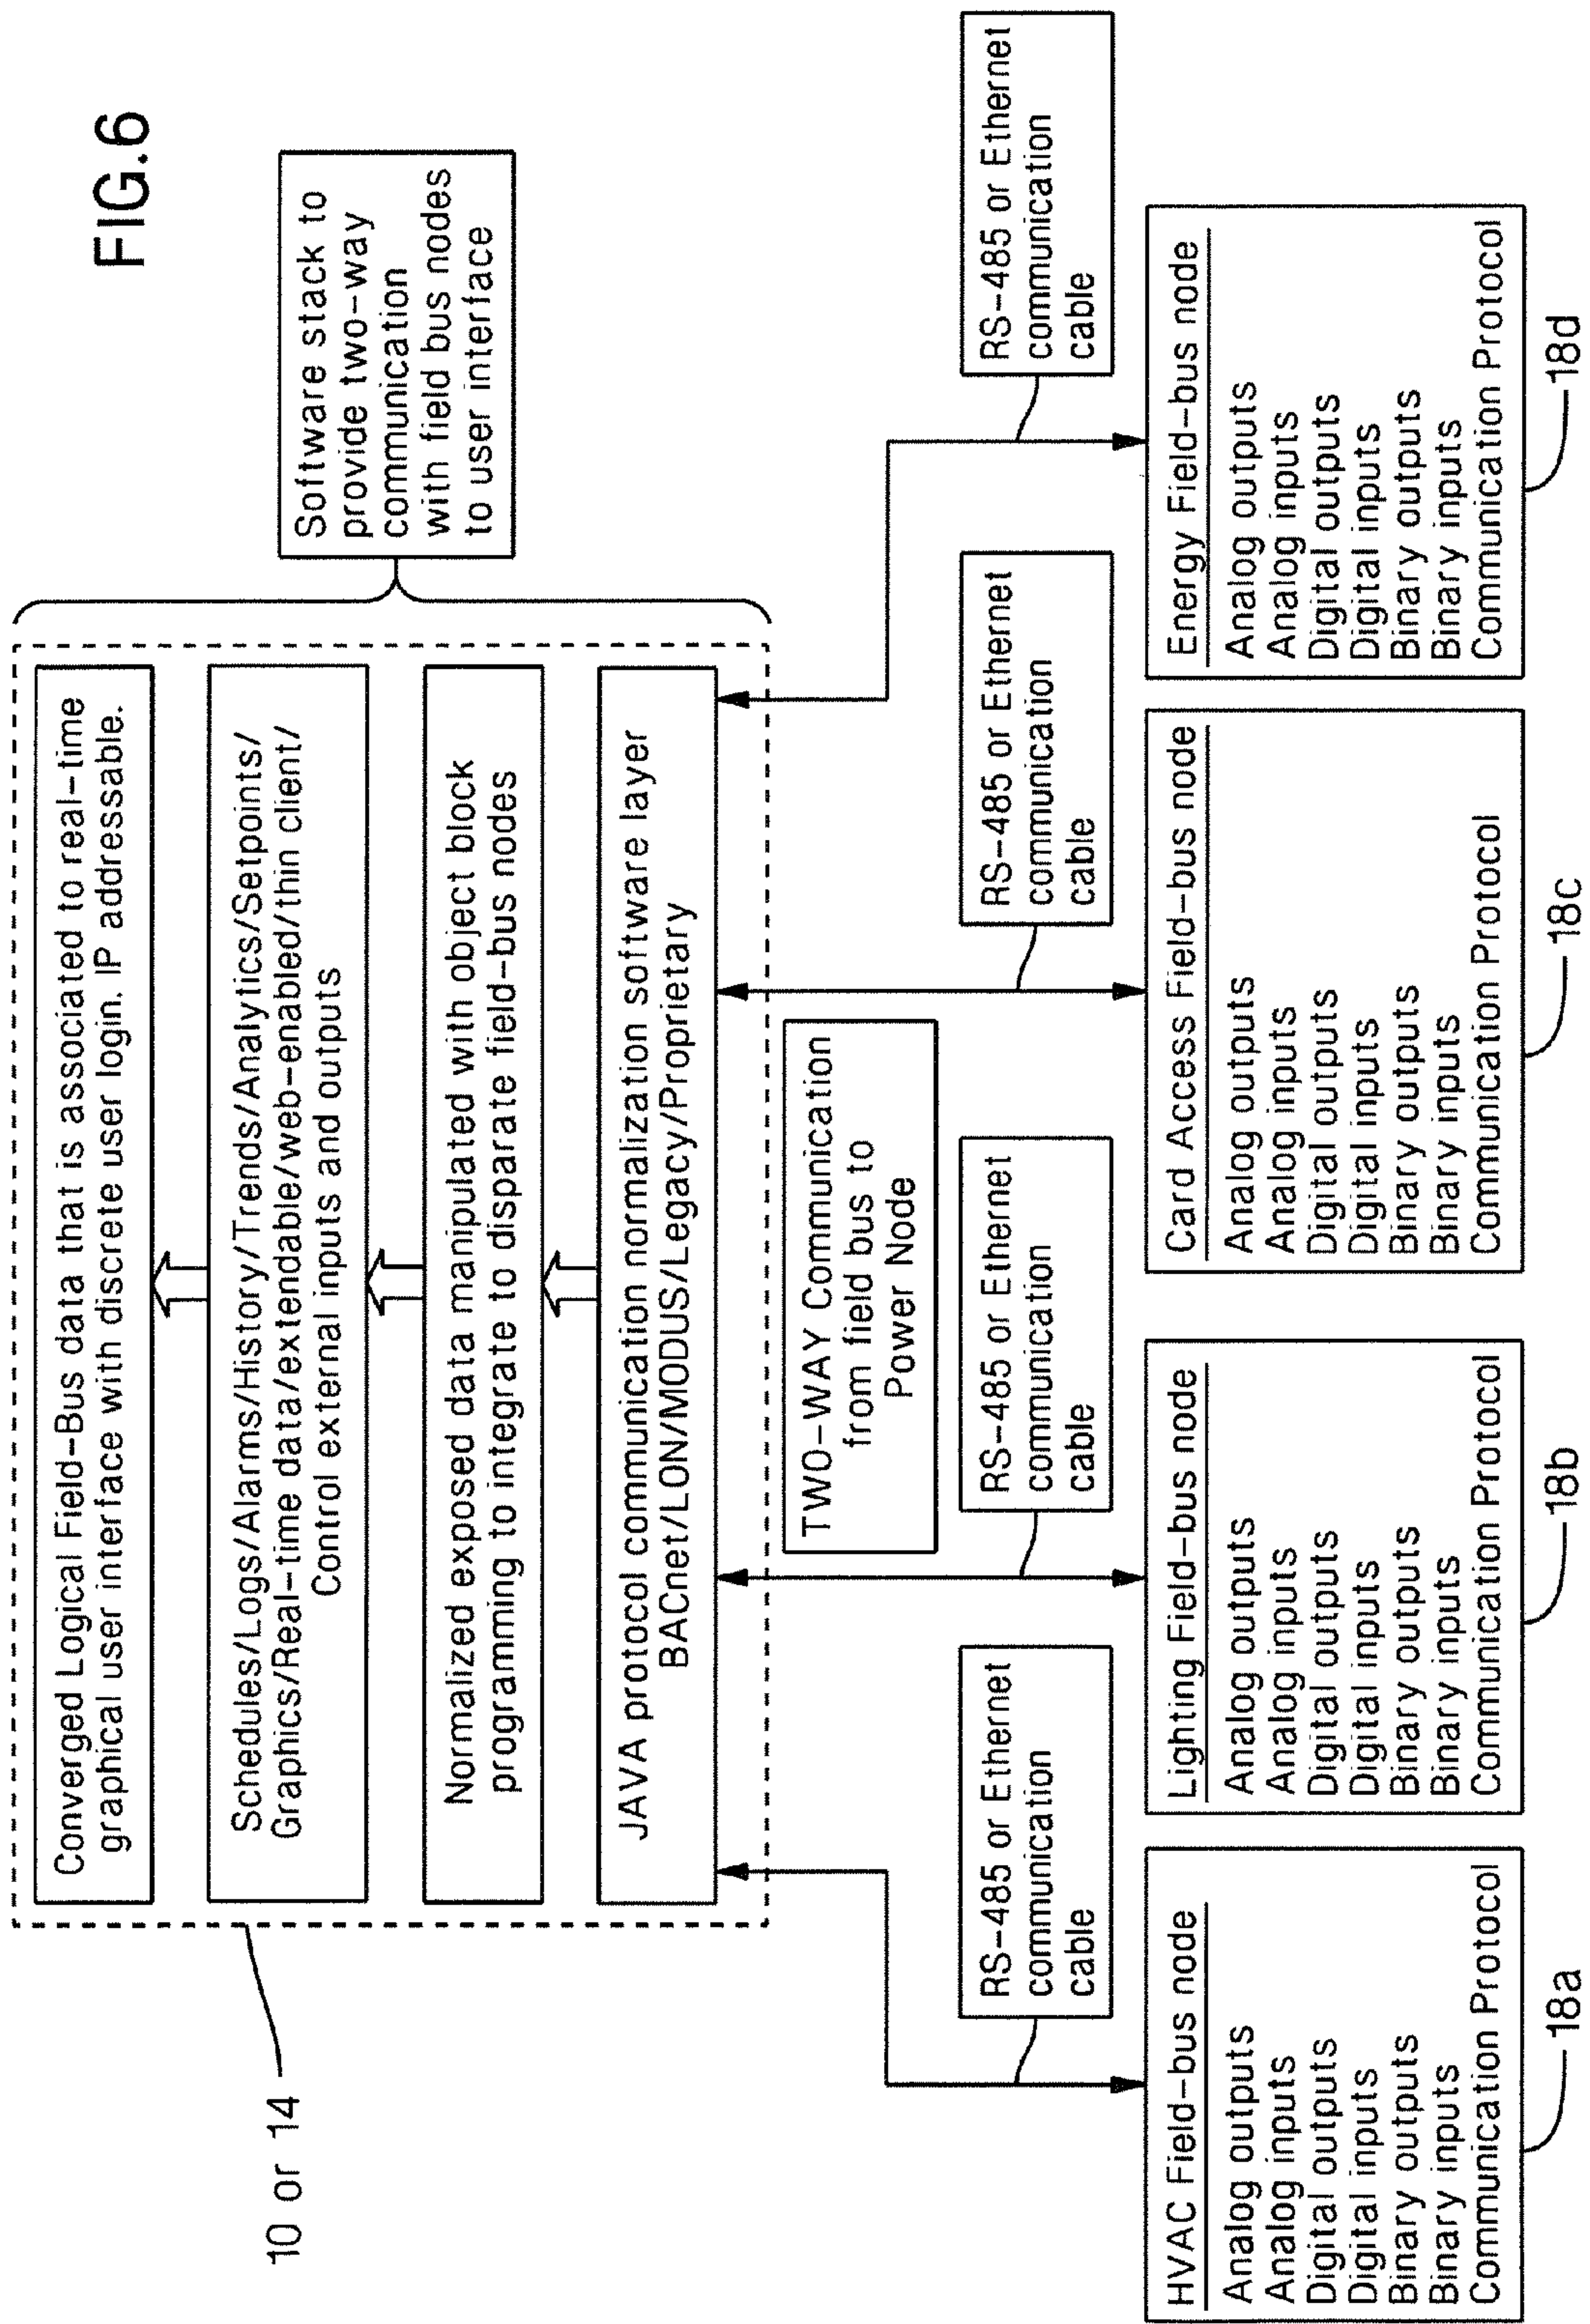 FIG.6
Converged Logical Field-Bus data that is associated to real-time
graphical user interface with discrete user login. IP addressable.
Schedules/Logs/Alarms/History/Trends/Analytics/Setpoints/
Graphics/Real-time data/extendable/web-enabled/thin client/
Control external inputs and outputs
Normalized exposed data manipulated with object block
programming to integrate to disparate field-bus nodes
JAVA protocol communication normalization software layer
BACnet/LON/MODUS/Legacy/Proprietary
10 or 14
Software stack to
provide two-way
communication
with field bus nodes
to user interface
TWO-WAY Communication
from field bus to
Power Node
RS-485 or Ethernet
communication
cable
RS-485 or Ethernet
communication
cable
RS-485 or Ethernet
communication
cable
RS-485 or Ethernet
communication
cable
HVAC Field-bus node
Analog outputs
Analog inputs
Digital outputs
Digital inputs
Binary outputs
Binary inputs
Communication Protocol
18a
Lighting Field-bus node
Analog outputs
Analog inputs
Digital outputs
Digital inputs
Binary outputs
Binary inputs
Communication Protocol
18b
Card Access Field-bus node
Analog outputs
Analog inputs
Digital outputs
Digital inputs
Binary outputs
Binary inputs
Communication Protocol
18c
Energy Field-bus node
Analog outputs
Analog inputs
Digital outputs
Digital inputs
Binary outputs
Binary inputs
Communication Protocol
18d